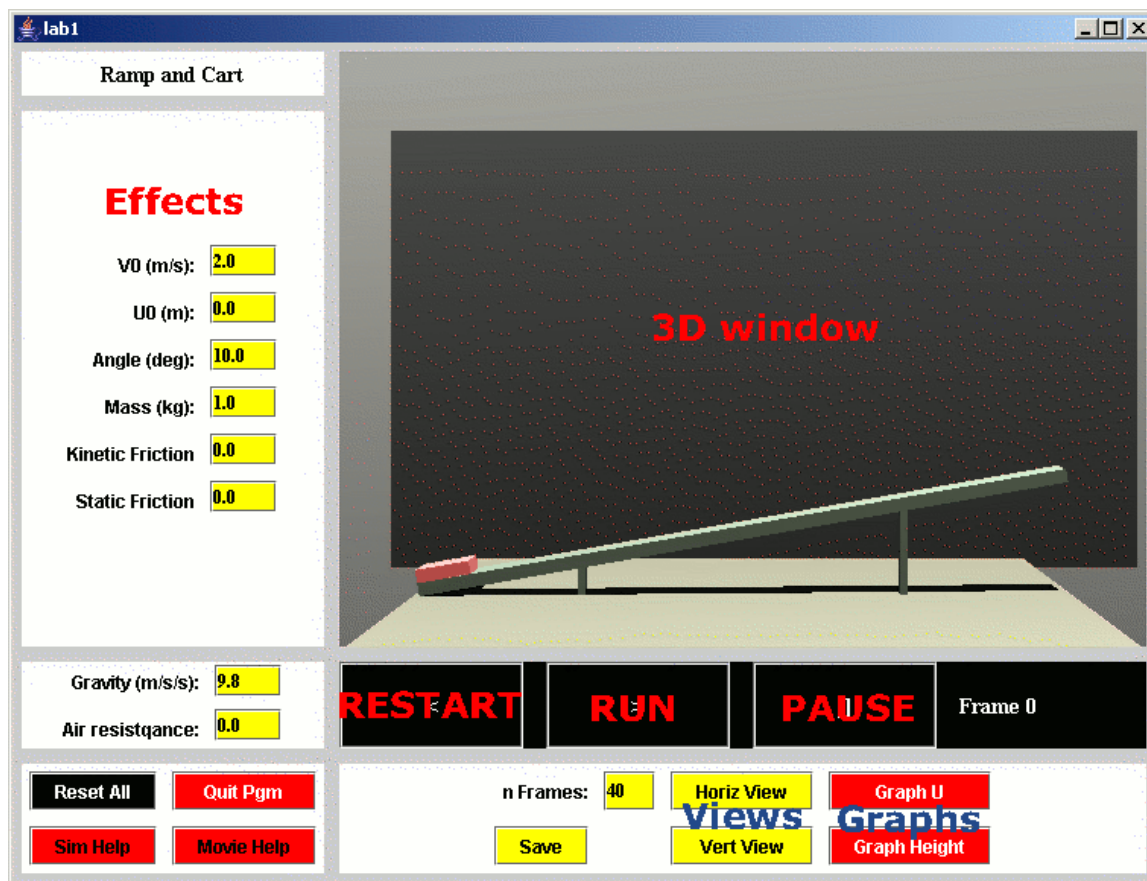 lab1
Ramp and Cart
Effects
V0 (m/s): 2.0
U0 (m): 0.0
Angle (deg): 10.0
Mass (kg): 1.0
Kinetic Friction 0.0
Static Friction 0.0
3D window
Gravity (m/s/s): 9.8
Air resistqance: 0.0
RESTART < RUN > PAUSE || Frame 0
Reset All Quit Pgm
Sim Help Movie Help
n Frames: 40 Horiz View Graph U
Views Graphs
Save Vert View Graph Height